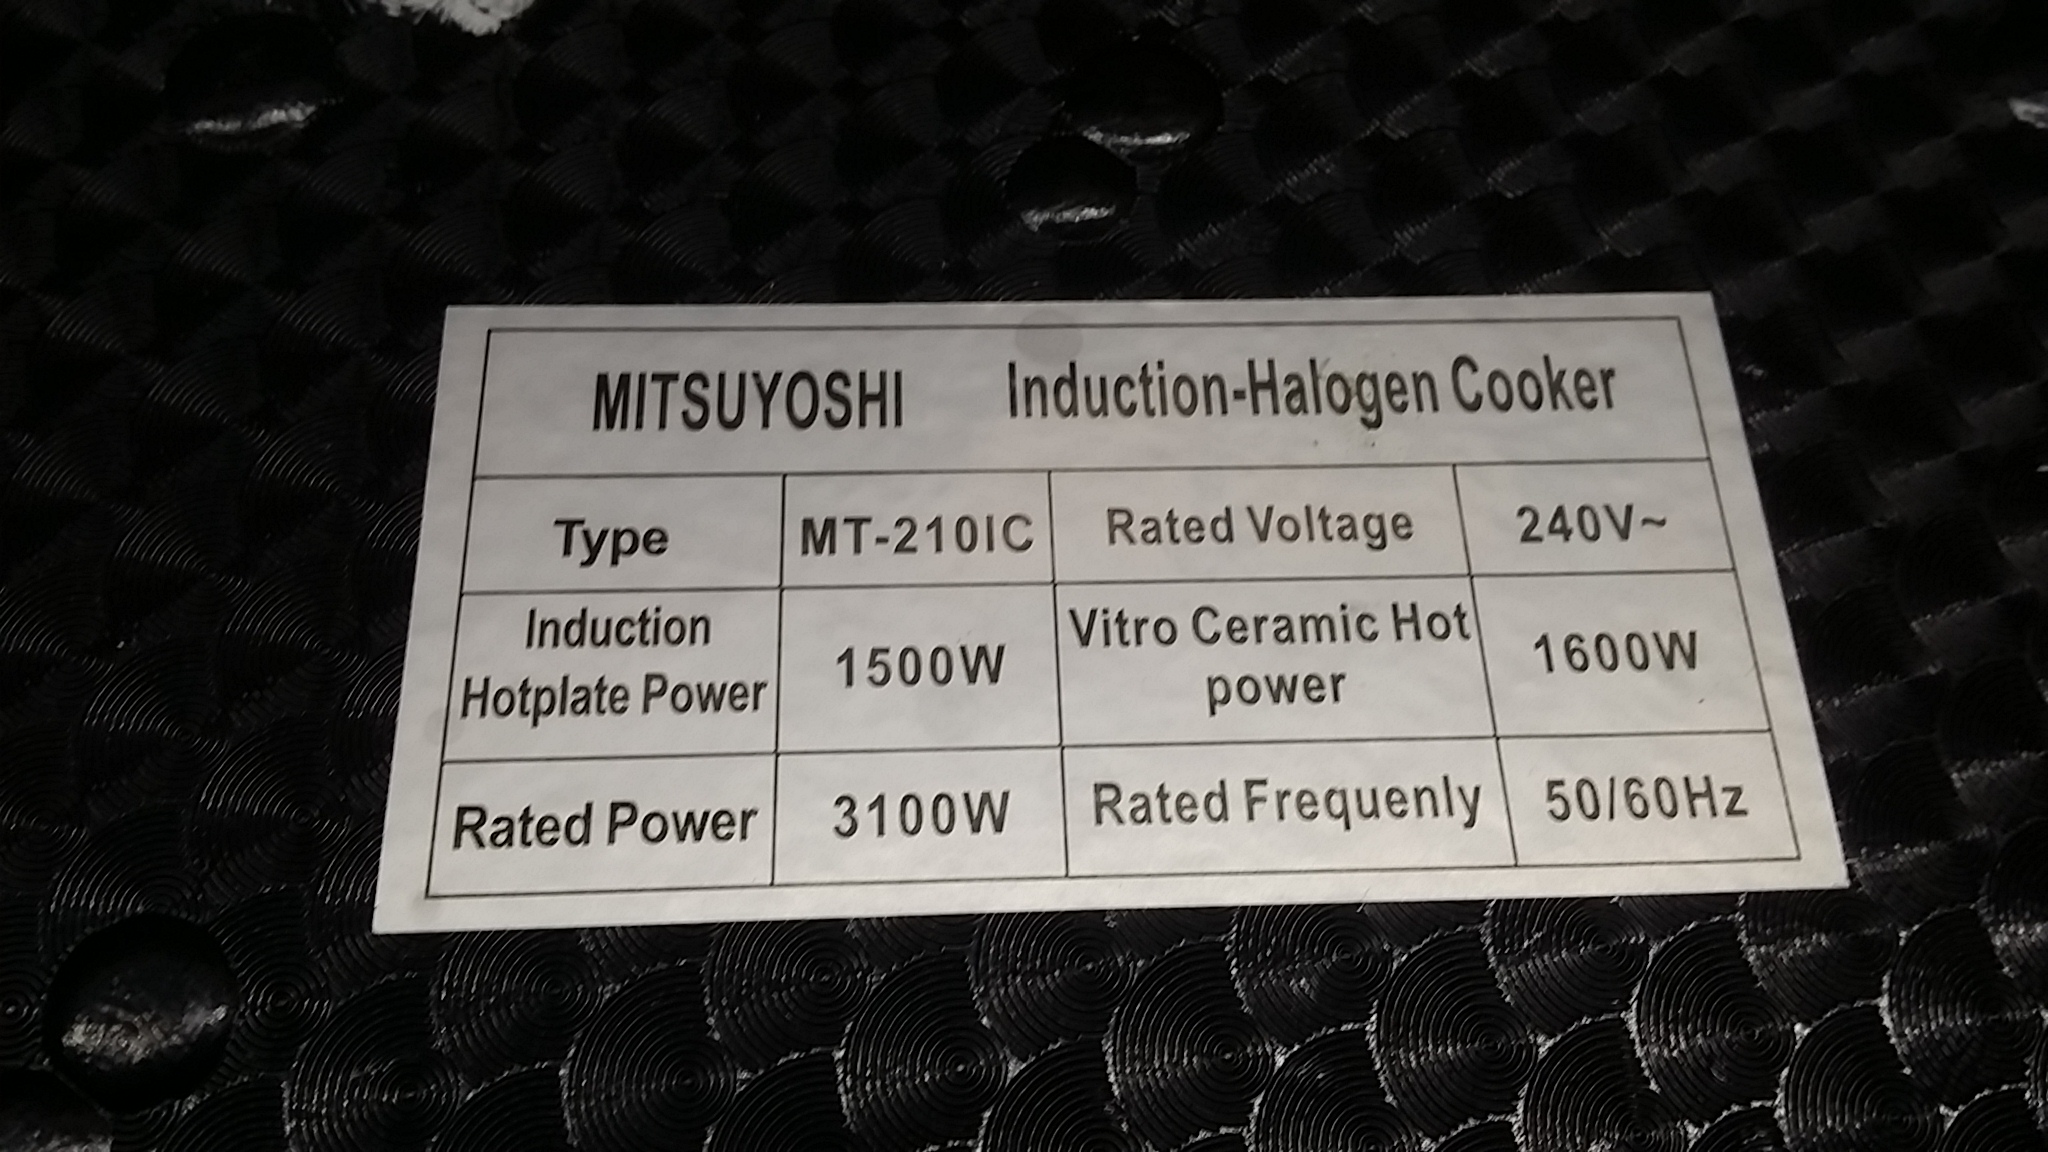 MITSUYOSHI Induction-Halogen Cooker
Type MT-210IC Rated Voltage 240V~
Induction
Hotplate Power 1500W Vitro Ceramic Hot
power 1600W
Rated Power 3100W Rated Frequenly 50/60Hz